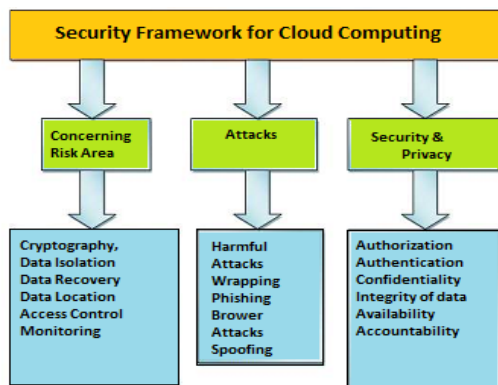 Security Framework for Cloud Computing
Concerning
Risk Area
Attacks
Security &
Privacy
Cryptography,
Data Isolation
Data Recovery
Data Location
Access Control
Monitoring
Harmful
Attacks
Wrapping
Phishing
Brower
Attacks
Spoofing
Authorization
Authentication
Confidentiality
Integrity of data
Availability
Accountability